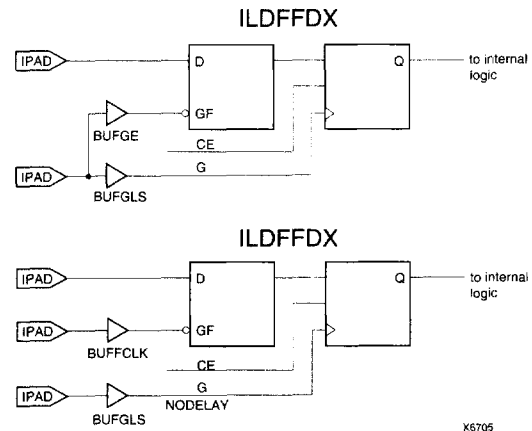 ILDFFDX
IPAD
D
Q
to internal
logic
GF
BUFGE
CE
IPAD
G
BUFGLS
ILDFFDX
IPAD
D
Q
to internal
logic
IPAD
GF
BUFFCLK
CE
IPAD
G
NODELAY
BUFGLS
X6705